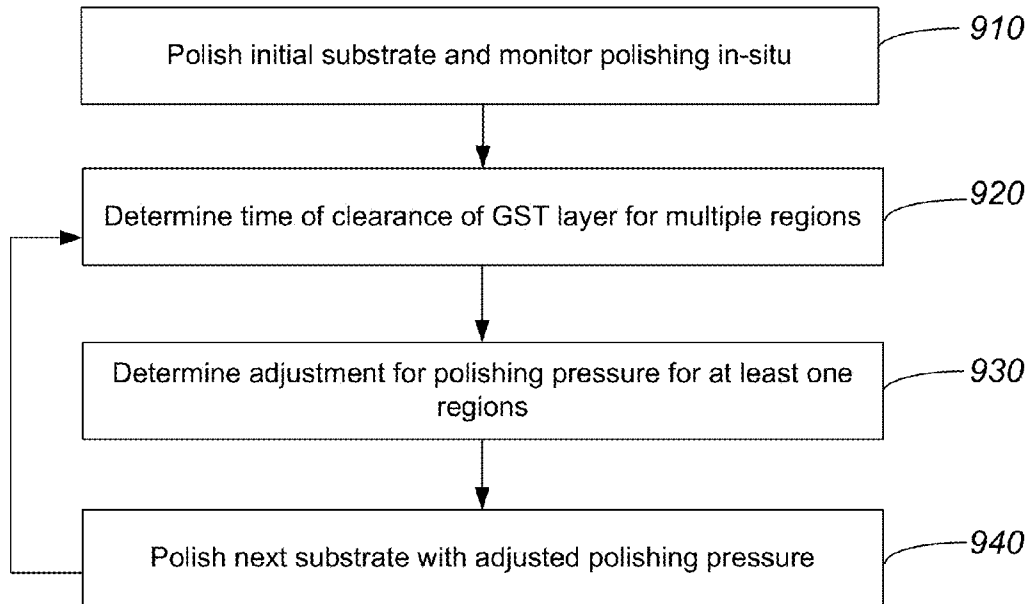 Polish initial substrate and monitor polishing in-situ
910
Determine time of clearance of GST layer for multiple regions
920
Determine adjustment for polishing pressure for at least one
regions
930
Polish next substrate with adjusted polishing pressure
940